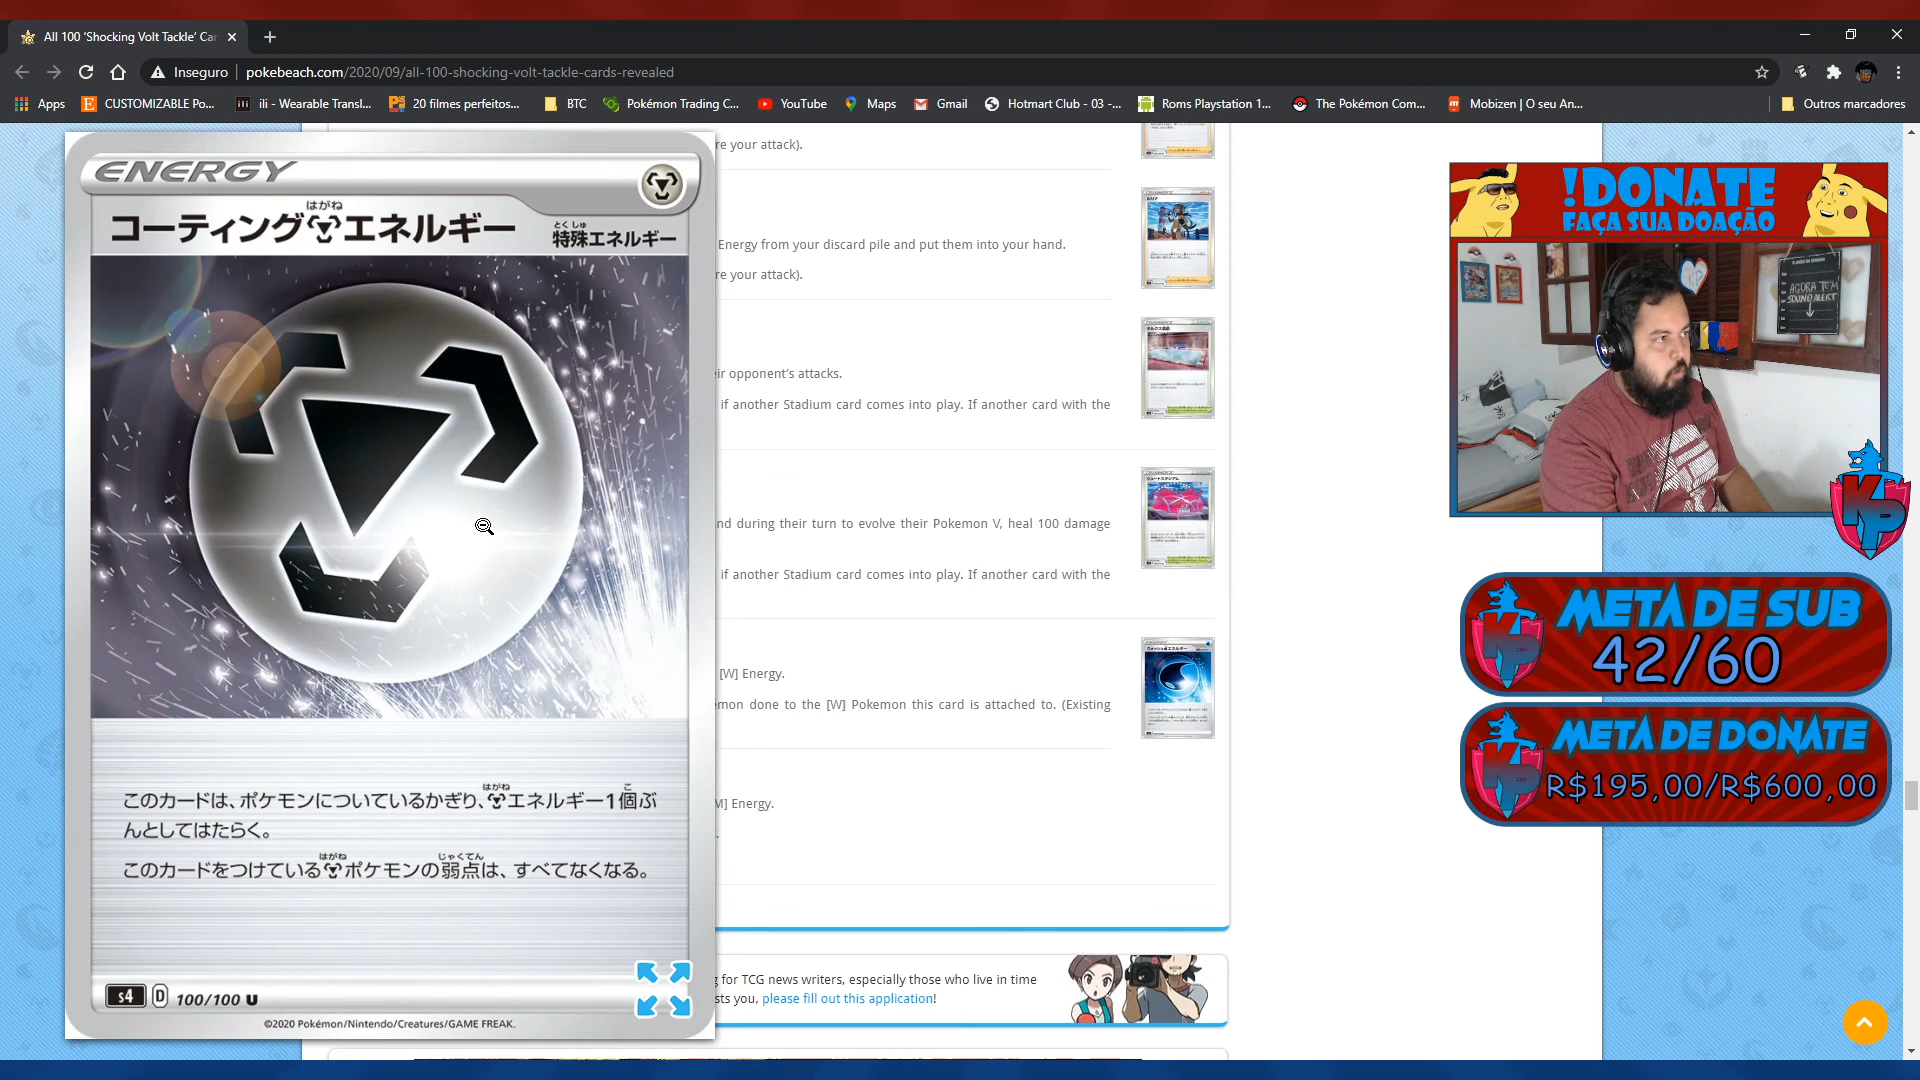 All 100 ‘Shocking Volt Tackle’ Car
Inseguro
pokebeach.com/2020/09/all-100-shocking-volt-tackle-cards-revealed
Apps
CUSTOMIZABLE Po...
ili - Wearable Transl...
20 filmes perfeitos...
BTC
Pokémon Trading C...
YouTube
Maps
Gmail
Hotmart Club - 03 -...
Roms Playstation 1...
The Pokémon Com...
Mobizen | O seu An...
Outros marcadores
ENERGY
はがね
コーティング エネルギー
とくしゅ
特殊エネルギー
はがね こ
このカードは、ポケモンについているかぎり、 エネルギー1個ぶ
んとしてはたらく。
はがね じゃくてん
このカードをつけている ポケモンの弱点は、すべてなくなる。
s4 D 100/100 U
©2020 Pokémon/Nintendo/Creatures/GAME FREAK.
re your attack).
Energy from your discard pile and put them into your hand.
re your attack).
ir opponent’s attacks.
if another Stadium card comes into play. If another card with the
nd during their turn to evolve their Pokemon V, heal 100 damage
if another Stadium card comes into play. If another card with the
[W] Energy.
mon done to the [W] Pokemon this card is attached to. (Existing
M] Energy.
g for TCG news writers, especially those who live in time
sts you, please fill out this application!
!DONATE
FAÇA SUA DOAÇÃO
AGORA TEM
SOUND ALERT
KP
META DE SUB
42/60
META DE DONATE
R$195,00/R$600,00